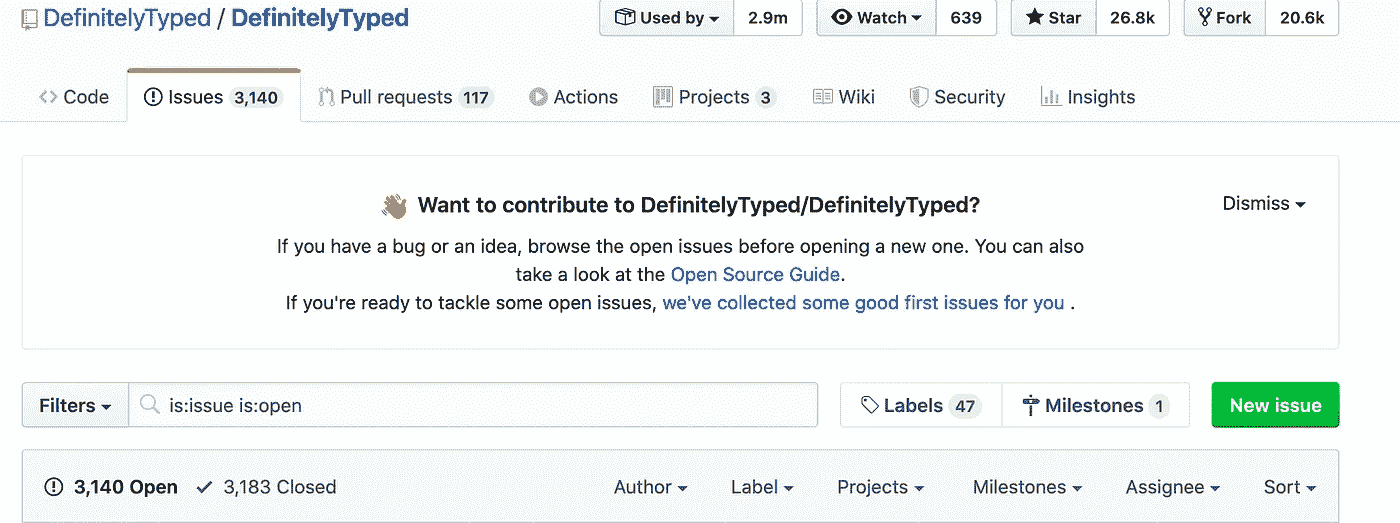 DefinitelyTyped / DefinitelyTyped Used by 2.9m Watch 639 Star 26.8k Fork 20.6k
Code Issues 3,140 Pull requests 117 Actions Projects 3 Wiki Security Insights
Want to contribute to DefinitelyTyped/DefinitelyTyped? Dismiss
If you have a bug or an idea, browse the open issues before opening a new one. You can also
take a look at the Open Source Guide.
If you're ready to tackle some open issues, we've collected some good first issues for you .
Filters is:issue is:open Labels 47 Milestones 1 New issue
3,140 Open 3,183 Closed Author Label Projects Milestones Assignee Sort